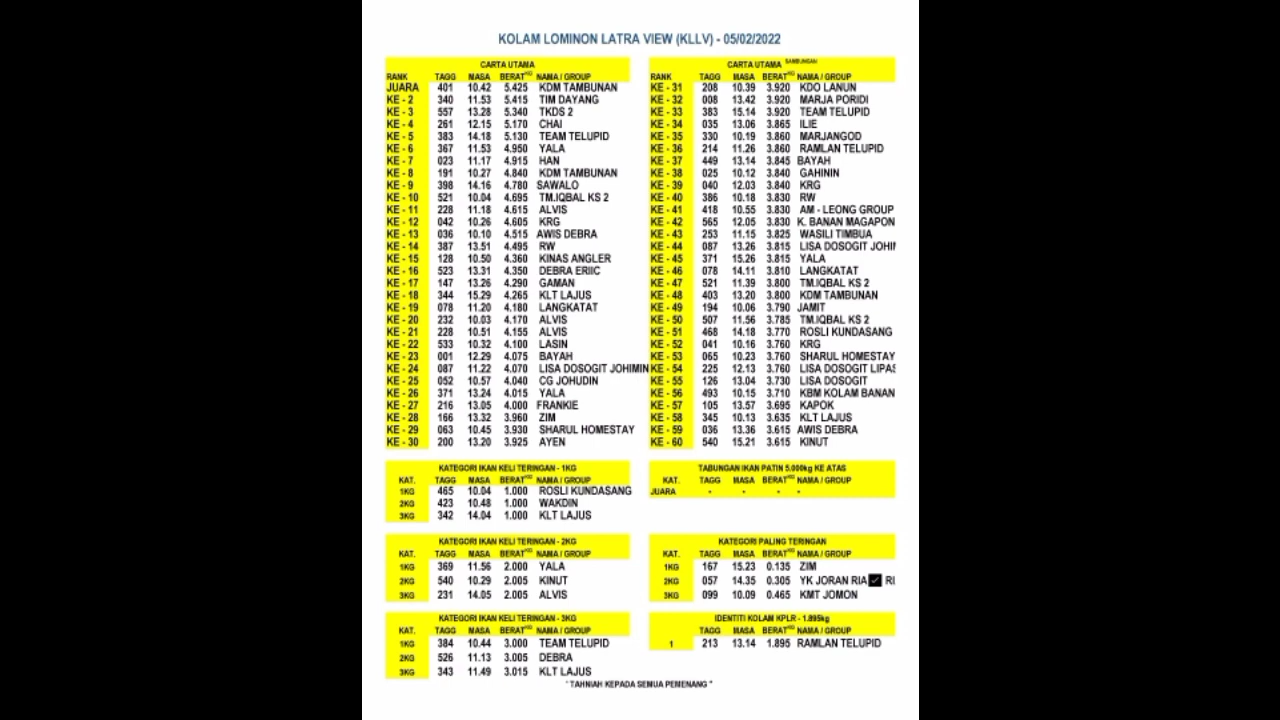 KOLAM LOMINON LATRA VIEW (KLLV) - 05/02/2022
CARTA UTAMA
RANK TAGG MASA BERAT KG NAMA / GROUP
JUARA 401 10.42 5.425 KDM TAMBUNAN
KE - 2 340 11.53 5.415 TIM DAYANG
KE - 3 557 13.28 5.340 TKDS 2
KE - 4 261 12.15 5.170 CHAI
KE - 5 383 14.18 5.130 TEAM TELUPID
KE - 6 367 11.53 4.950 YALA
KE - 7 023 11.17 4.915 HAN
KE - 8 191 10.27 4.840 KDM TAMBUNAN
KE - 9 398 14.16 4.780 SAWALO
KE - 10 521 10.04 4.695 TM.IQBAL KS 2
KE - 11 228 11.18 4.615 ALVIS
KE - 12 042 10.26 4.605 KRG
KE - 13 036 10.10 4.515 AWIS DEBRA
KE - 14 387 13.51 4.495 RW
KE - 15 128 10.50 4.360 KINAS ANGLER
KE - 16 523 13.31 4.350 DEBRA ERIIC
KE - 17 147 13.26 4.290 GAMAN
KE - 18 344 15.29 4.265 KLT LAJUS
KE - 19 078 11.20 4.180 LANGKATAT
KE - 20 232 10.03 4.170 ALVIS
KE - 21 228 10.51 4.155 ALVIS
KE - 22 533 10.32 4.100 LASIN
KE - 23 001 12.29 4.075 BAYAH
KE - 24 087 11.22 4.070 LISA DOSOGIT JOHIMIN
KE - 25 052 10.57 4.040 CG JOHUDIN
KE - 26 371 13.24 4.015 YALA
KE - 27 216 13.05 4.000 FRANKIE
KE - 28 166 13.32 3.960 ZIM
KE - 29 063 10.45 3.930 SHARUL HOMESTAY
KE - 30 200 13.20 3.925 AYEN
CARTA UTAMA SAMBUNGAN
RANK TAGG MASA BERAT KG NAMA / GROUP
KE - 31 208 10.39 3.920 KDO LANUN
KE - 32 008 13.42 3.920 MARJA PORIDI
KE - 33 383 15.14 3.920 TEAM TELUPID
KE - 34 035 13.06 3.865 ILIE
KE - 35 330 10.19 3.860 MARJANGOD
KE - 36 214 11.26 3.860 RAMLAN TELUPID
KE - 37 449 13.14 3.845 BAYAH
KE - 38 025 10.12 3.840 GAHININ
KE - 39 040 12.03 3.840 KRG
KE - 40 386 10.18 3.830 RW
KE - 41 418 10.55 3.830 AM - LEONG GROUP
KE - 42 565 12.05 3.830 K. BANAN MAGAPON
KE - 43 253 11.15 3.825 WASILI TIMBUA
KE - 44 087 13.26 3.815 LISA DOSOGIT JOHI
KE - 45 371 15.26 3.815 YALA
KE - 46 078 14.11 3.810 LANGKATAT
KE - 47 521 11.39 3.800 TM.IQBAL KS 2
KE - 48 403 13.20 3.800 KDM TAMBUNAN
KE - 49 194 10.06 3.790 JAMIT
KE - 50 507 11.56 3.785 TM.IQBAL KS 2
KE - 51 468 14.18 3.770 ROSLI KUNDASANG
KE - 52 041 10.16 3.760 KRG
KE - 53 065 10.23 3.760 SHARUL HOMESTAY
KE - 54 225 12.13 3.760 LISA DOSOGIT LIPAS
KE - 55 126 13.04 3.730 LISA DOSOGIT
KE - 56 493 10.15 3.710 KBM KOLAM BANAN
KE - 57 105 13.57 3.695 KAPOK
KE - 58 345 10.13 3.635 KLT LAJUS
KE - 59 036 13.36 3.615 AWIS DEBRA
KE - 60 540 15.21 3.615 KINUT
KATEGORI IKAN KELI TERINGAN - 1KG
KAT. TAGG MASA BERAT KG NAMA / GROUP
1KG 465 10.04 1.000 ROSLI KUNDASANG
2KG 423 10.48 1.000 WAKDIN
3KG 342 14.04 1.000 KLT LAJUS
TABUNGAN IKAN PATIN 5.000kg KE ATAS
KAT. TAGG MASA BERAT KG NAMA / GROUP
JUARA - - - -
KATEGORI IKAN KELI TERINGAN - 2KG
KAT. TAGG MASA BERAT KG NAMA / GROUP
1KG 369 11.56 2.000 YALA
2KG 540 10.29 2.005 KINUT
3KG 231 14.05 2.005 ALVIS
KATEGORI PALING TERINGAN
KAT. TAGG MASA BERAT KG NAMA / GROUP
1KG 167 15.23 0.135 ZIM
2KG 057 14.35 0.305 YK JORAN RIA ✓ RI
3KG 099 10.09 0.465 KMT JOMON
KATEGORI IKAN KELI TERINGAN - 3KG
KAT. TAGG MASA BERAT KG NAMA / GROUP
1KG 384 10.44 3.000 TEAM TELUPID
2KG 526 11.13 3.005 DEBRA
3KG 343 11.49 3.015 KLT LAJUS
IDENTITI KOLAM KPLR - 1.895kg
TAGG MASA BERAT KG NAMA / GROUP
1 213 13.14 1.895 RAMLAN TELUPID
" TAHNIAH KEPADA SEMUA PEMENANG "